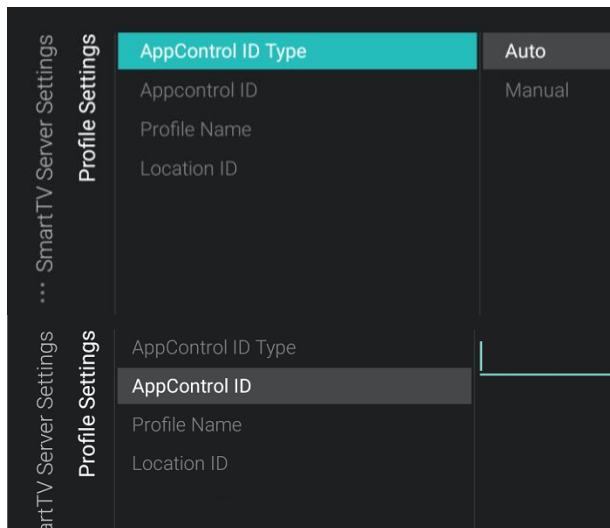 ... SmartTV Server Settings
Profile Settings
AppControl ID Type
Appcontrol ID
Profile Name
Location ID
Auto
Manual
artTV Server Settings
Profile Settings
AppControl ID Type
AppControl ID
Profile Name
Location ID